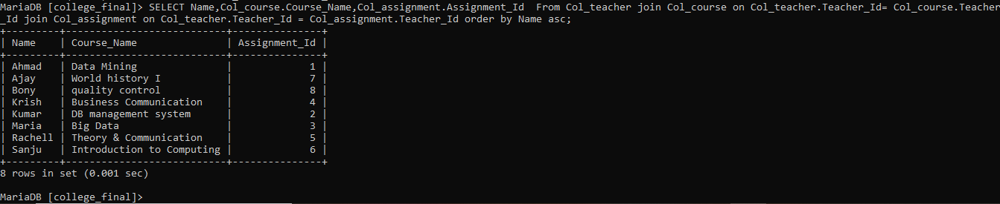 MariaDB [college_final]> SELECT Name,Col_course.Course_Name,Col_assignment.Assignment_Id  From Col_teacher join Col_course on Col_teacher.Teacher_Id= Col_course.Teacher
_Id join Col_assignment on Col_teacher.Teacher_Id = Col_assignment.Teacher_Id order by Name asc;
+---------+---------------------------+---------------+
| Name    | Course_Name               | Assignment_Id |
+---------+---------------------------+---------------+
| Ahmad   | Data Mining               |             1 |
| Ajay    | World history I           |             7 |
| Bony    | quality control           |             8 |
| Krish   | Business Communication    |             4 |
| Kumar   | DB management system      |             2 |
| Maria   | Big Data                  |             3 |
| Rachell | Theory & Communication    |             5 |
| Sanju   | Introduction to Computing |             6 |
+---------+---------------------------+---------------+
8 rows in set (0.001 sec)
MariaDB [college_final]>